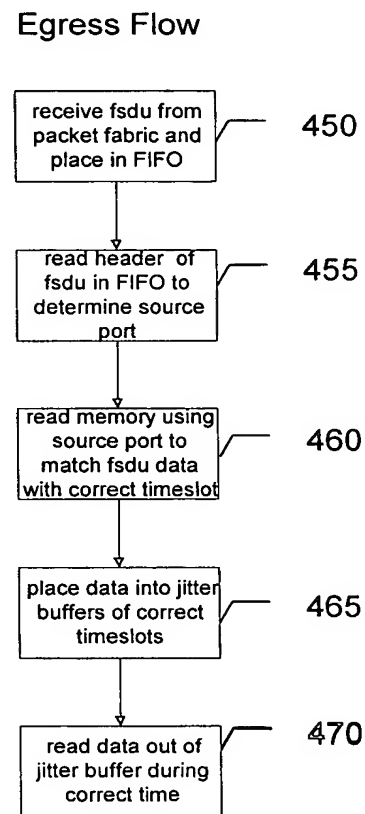 Egress Flow
receive fsdu from
packet fabric and
place in FIFO
450
read header of
fsdu in FIFO to
determine source
port
455
read memory using
source port to
match fsdu data
with correct timeslot
460
place data into jitter
buffers of correct
timeslots
465
read data out of
jitter buffer during
correct time
470